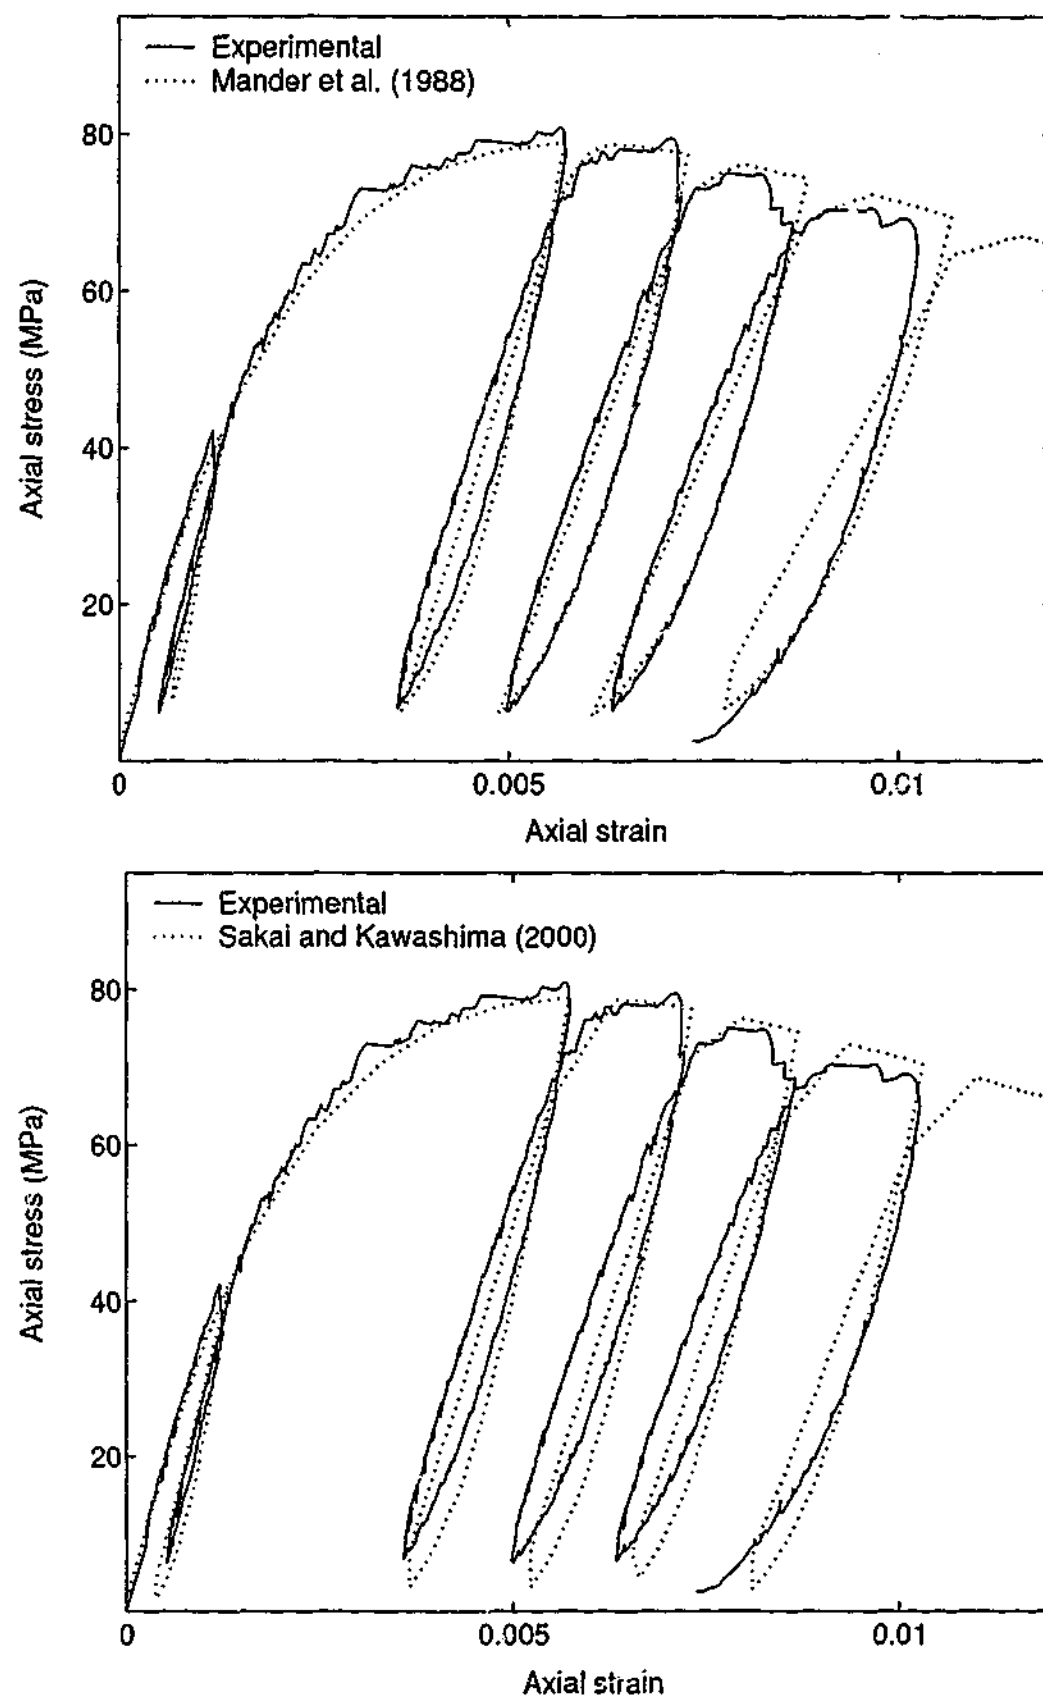 Experimental
Mander et al. (1988)
80
60
40
20
Axial stress (MPa)
0 0.005 0.01
Axial strain
Experimental
Sakai and Kawashima (2000)
80
60
40
20
Axial stress (MPa)
0 0.005 0.01
Axial strain